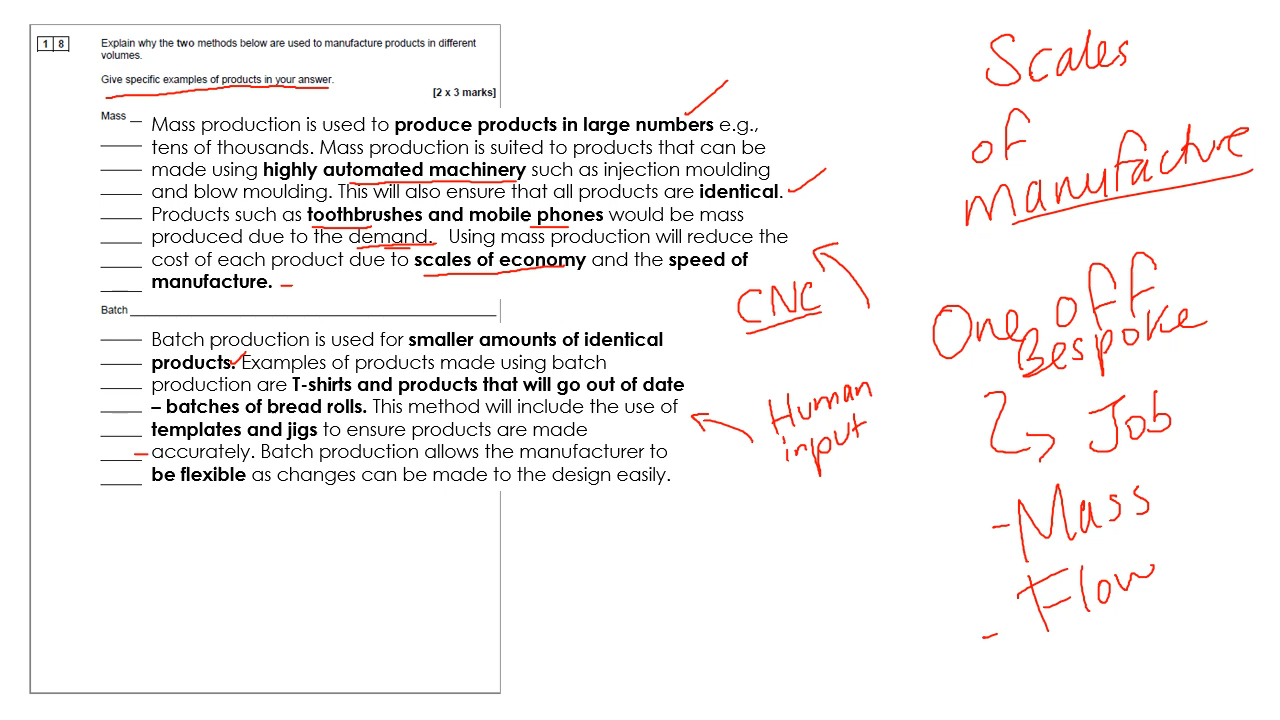 1 8
Explain why the two methods below are used to manufacture products in different
volumes.
Give specific examples of products in your answer.
[2 x 3 marks]
Mass
Mass production is used to produce products in large numbers e.g.,
tens of thousands. Mass production is suited to products that can be
made using highly automated machinery such as injection moulding
and blow moulding. This will also ensure that all products are identical.
Products such as toothbrushes and mobile phones would be mass
produced due to the demand. Using mass production will reduce the
cost of each product due to scales of economy and the speed of
manufacture.
Batch
Batch production is used for smaller amounts of identical
products. Examples of products made using batch
production are T-shirts and products that will go out of date
– batches of bread rolls. This method will include the use of
templates and jigs to ensure products are made
accurately. Batch production allows the manufacturer to
be flexible as changes can be made to the design easily.
CNC
Human
input
Scales
of
manufacture
One off
Bespoke
Job
- Mass
- Flow
-